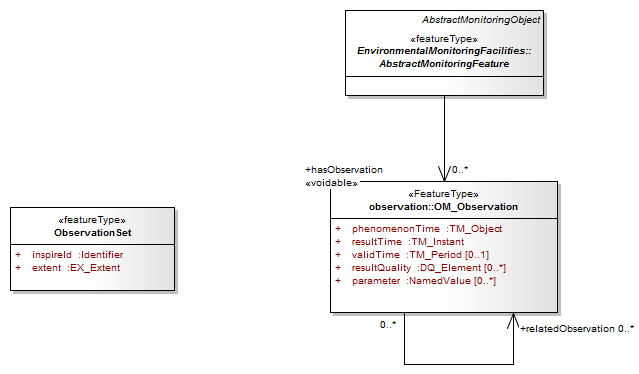 AbstractMonitoringObject
«featureType»
EnvironmentalMonitoringFacilities::
AbstractMonitoringFeature
+hasObservation
0..*
«voidable»
«FeatureType»
observation::OM_Observation
+ phenomenonTime :TM_Object
+ resultTime :TM_Instant
+ validTime :TM_Period [0..1]
+ resultQuality :DQ_Element [0..*]
+ parameter :NamedValue [0..*]
«featureType»
ObservationSet
+ inspireId :Identifier
+ extent :EX_Extent
0..*
+relatedObservation 0..*